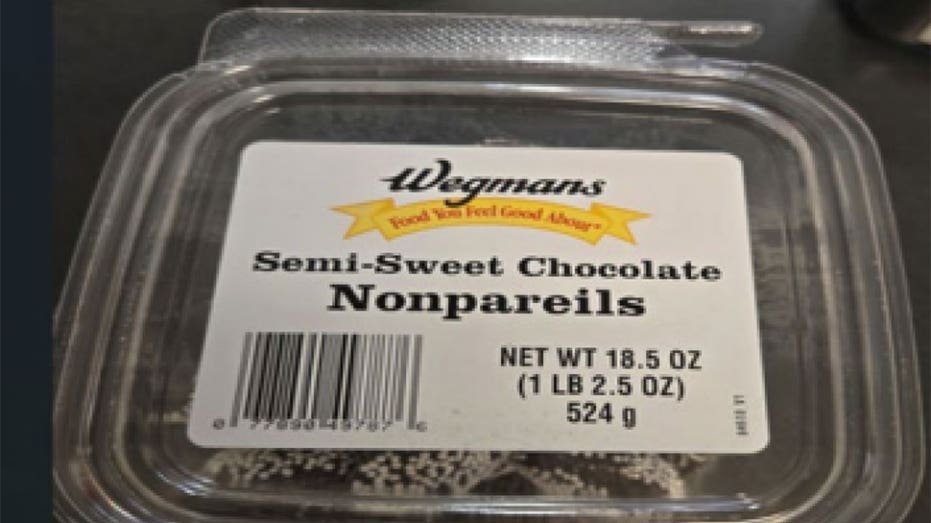 Wegmans
Food You Feel Good About
Semi-Sweet Chocolate
Nonpareils
NET WT 18.5 OZ
(1 LB 2.5 OZ)
524 g